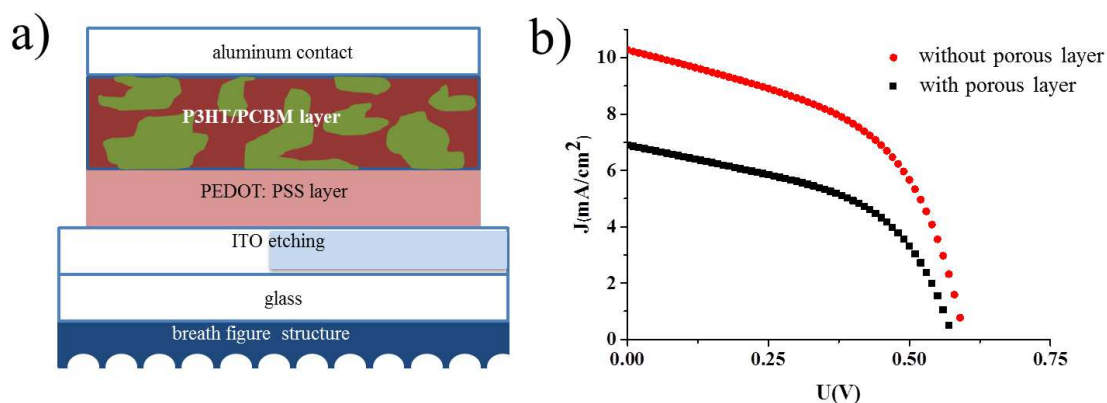 a)
aluminum contact
P3HT/PCBM layer
PEDOT: PSS layer
ITO etching
glass
breath figure structure
b)
without porous layer
with porous layer
J(mA/cm²)
10
8
6
4
2
0
0.00
0.25
0.50
0.75
U(V)